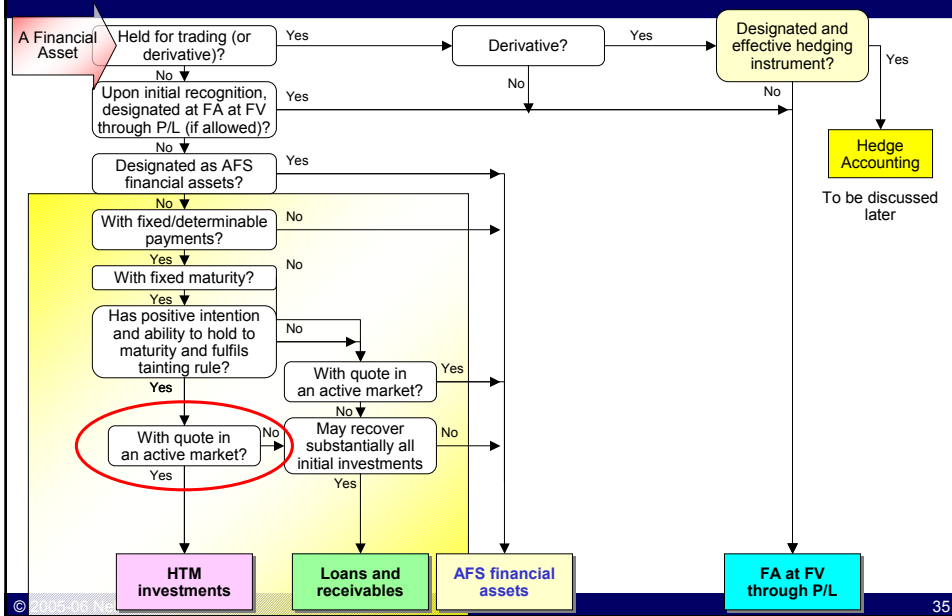 A Financial
Asset
Held for trading (or
derivative)?
Yes
Derivative?
Yes
Designated and
effective hedging
instrument?
Yes
No
No
No
Upon initial recognition,
designated at FA at FV
through P/L (if allowed)?
Yes
No
Designated as AFS
financial assets?
Yes
Hedge
Accounting
To be discussed
later
No
With fixed/determinable
payments?
No
Yes
With fixed maturity?
No
Yes
Has positive intention
and ability to hold to
maturity and fulfils
tainting rule?
No
Yes
With quote in
an active market?
Yes
No
With quote in
an active market?
No
May recover
substantially all
initial investments
No
Yes
Yes
HTM
investments
Loans and
receivables
AFS financial
assets
FA at FV
through P/L
© 2005-06 Ne
35